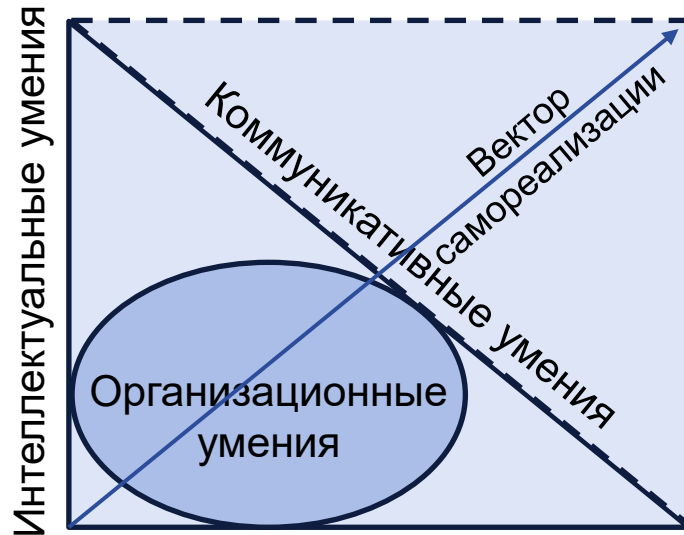 Интеллектуальные умения
Коммуникативные умения
Вектор
самореализации
Организационные
умения